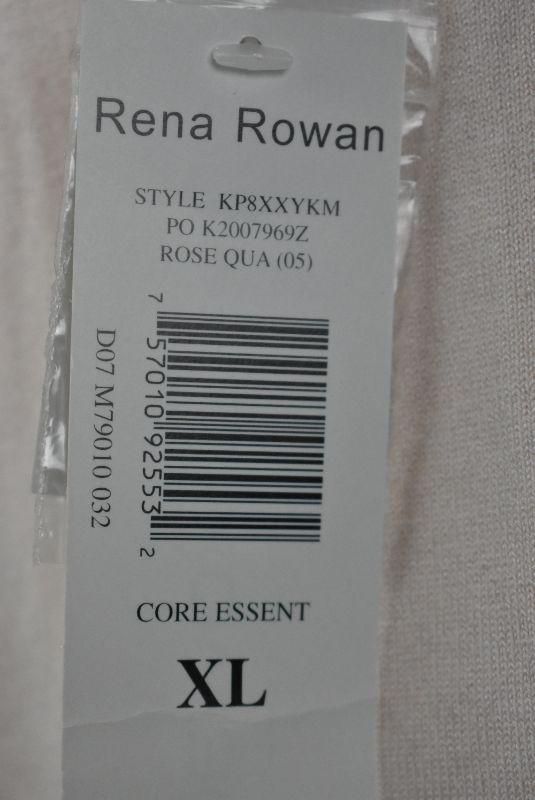 Rena Rowan
STYLE KP8XXYKM
PO K2007969Z
ROSE QUA (05)
7 57010 92553 2
D07 M79010 032
CORE ESSENT
XL